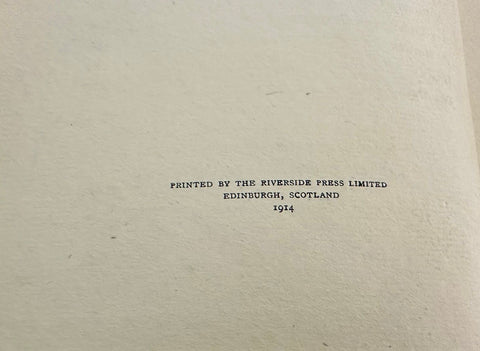 PRINTED BY THE RIVERSIDE PRESS LIMITED
EDINBURGH, SCOTLAND
1914